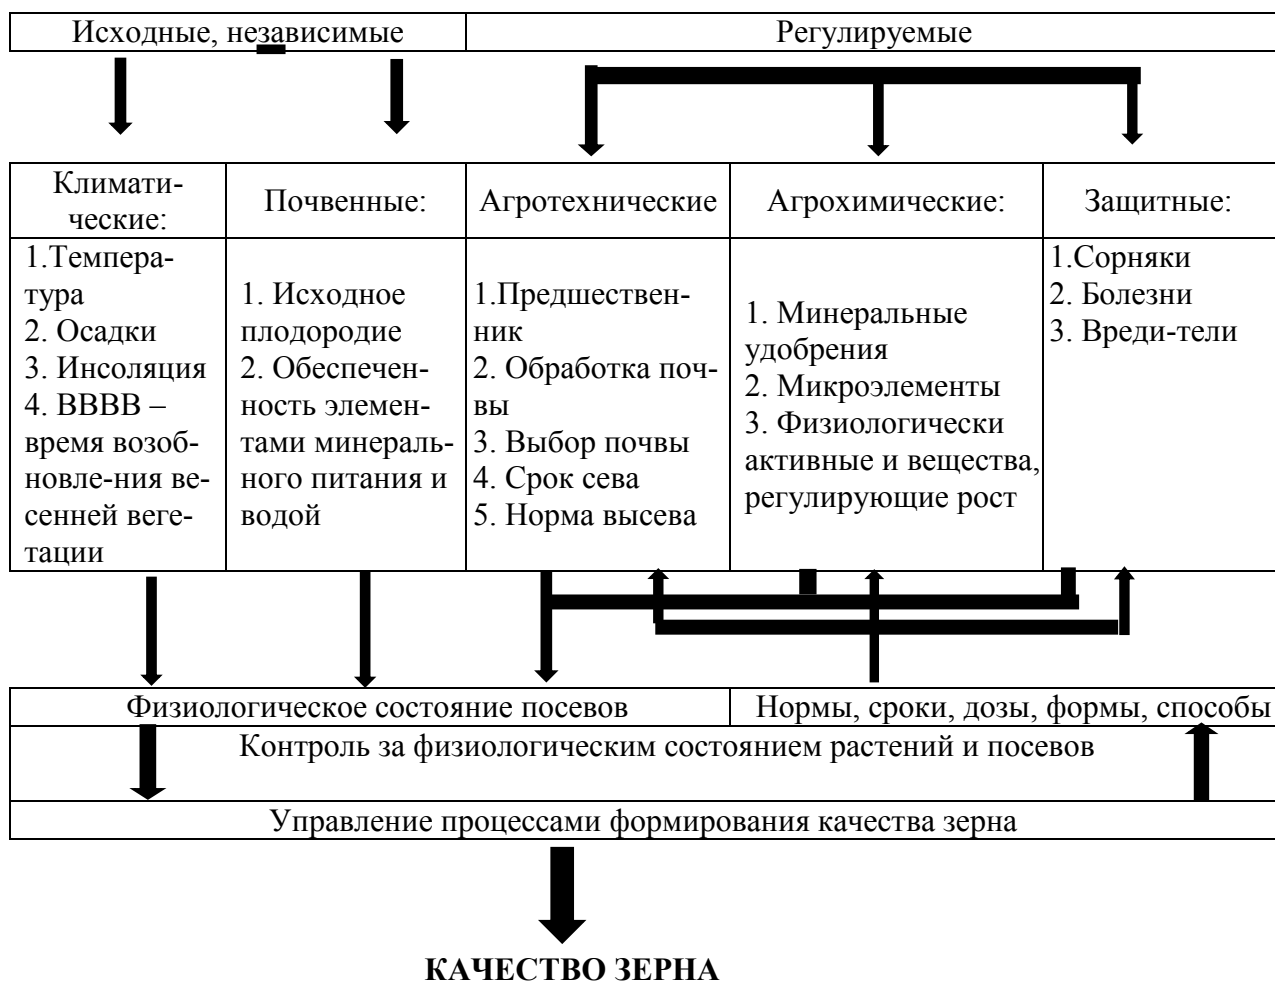 Исходные, независимые
Регулируемые
Климати-
ческие:
Почвенные:
Агротехнические
Агрохимические:
Защитные:
1.Темпера-
тура
2. Осадки
3. Инсоляция
4. ВВВВ –
время возоб-
новле-ния ве-
сенней веге-
тации
1. Исходное
плодородие
2. Обеспечен-
ность элемен-
тами минераль-
ного питания и
водой
1.Предшествен-
ник
2. Обработка поч-
вы
3. Выбор почвы
4. Срок сева
5. Норма высева
1. Минеральные
удобрения
2. Микроэлементы
3. Физиологически
активные и вещества,
регулирующие рост
1.Сорняки
2. Болезни
3. Вреди-тели
Физиологическое состояние посевов
Нормы, сроки, дозы, формы, способы
Контроль за физиологическим состоянием растений и посевов
Управление процессами формирования качества зерна
КАЧЕСТВО ЗЕРНА